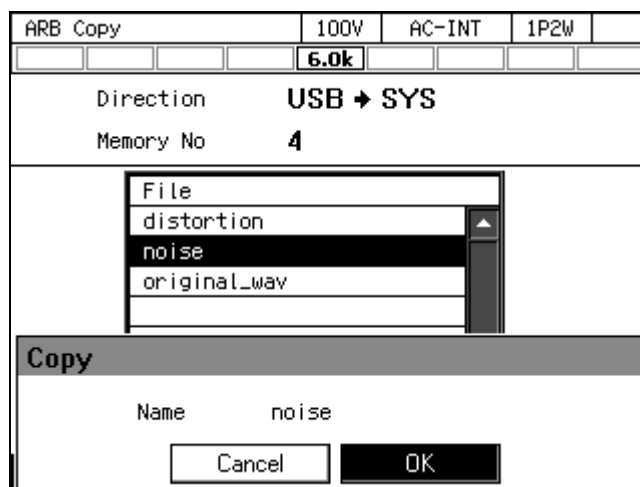 ARB Copy 100V AC-INT 1P2W
6.0k
Direction USB → SYS
Memory No 4
File
distortion
noise
original_wav
Copy
Name noise
Cancel OK